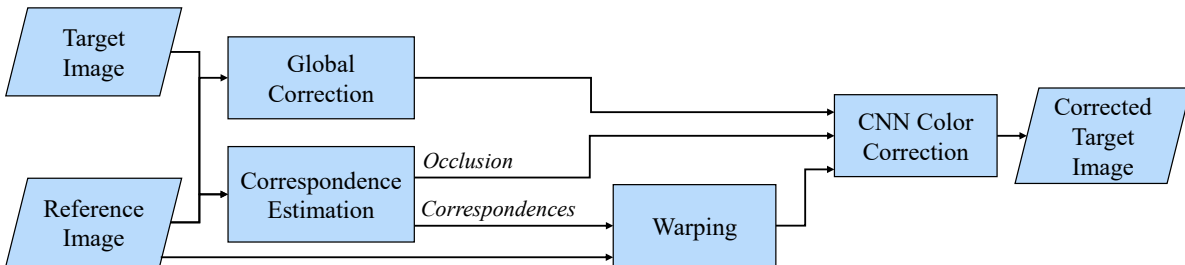 Target
Image
Global
Correction
CNN Color
Correction
Corrected
Target
Image
Occlusion
Correspondence
Estimation
Correspondences
Reference
Image
Warping